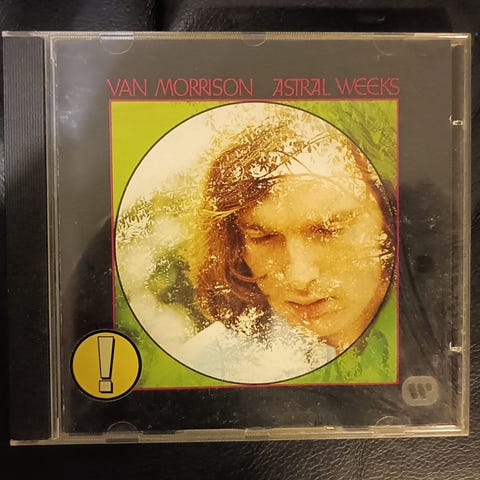 VAN MORRISON ASTRAL WEEKS
!